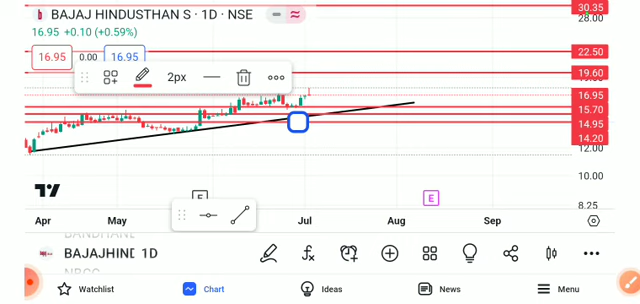 BAJAJ HINDUSTHAN S · 1D · NSE
16.95 +0.10 (+0.59%)
16.95 0.00 16.95
2px
30.35
28.00
22.50
19.60
16.95
15.70
14.95
14.20
12.00
10.00
8.25
E E
Apr May Jul Aug Sep
BAJAJHIND 1D
Watchlist Chart Ideas News Menu